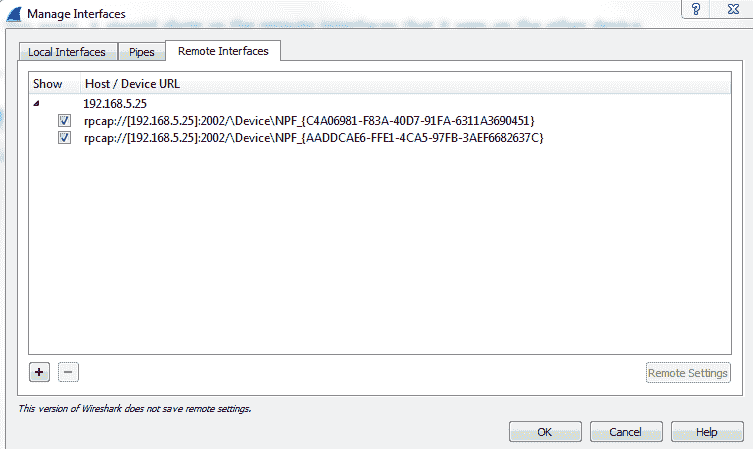 Manage Interfaces
Local Interfaces Pipes Remote Interfaces
Show Host / Device URL
192.168.5.25
rpcap://[192.168.5.25]:2002/\Device\NPF_{C4A06981-F83A-40D7-91FA-6311A3690451}
rpcap://[192.168.5.25]:2002/\Device\NPF_{AADDCAE6-FFE1-4CA5-97FB-3AEF6682637C}
+ −
Remote Settings
This version of Wireshark does not save remote settings.
OK Cancel Help